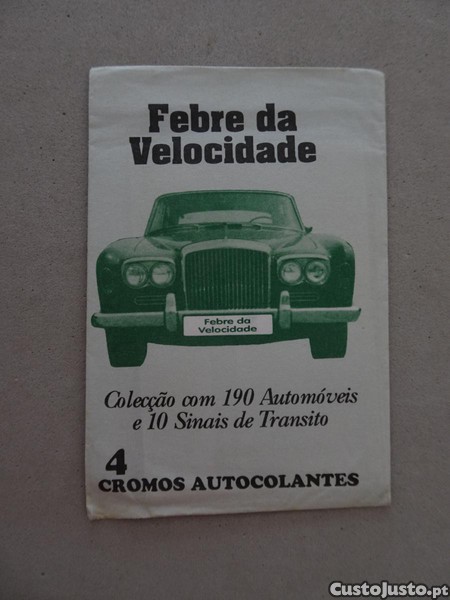 Febre da
Velocidade
Febre da
Velocidade
Colecção com 190 Automóveis
e 10 Sinais de Transito
4
CROMOS AUTOCOLANTES
CustoJusto.pt